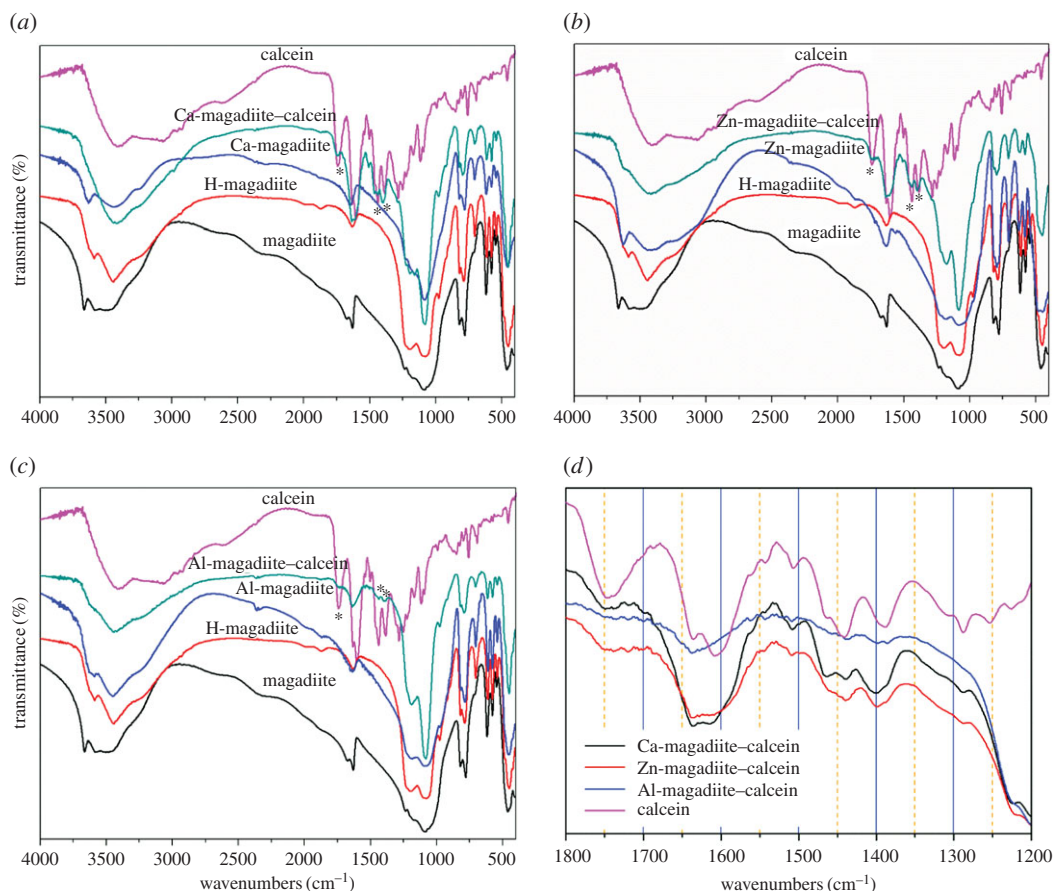 (a)
calcein
Ca-magadiite–calcein
Ca-magadiite
H-magadiite
magadiite
* * *
transmittance (%)
4000 3500 3000 2500 2000 1500 1000 500
(b)
calcein
Zn-magadiite–calcein
Zn-magadiite
H-magadiite
magadiite
* * *
4000 3500 3000 2500 2000 1500 1000 500
(c)
calcein
Al-magadiite–calcein
Al-magadiite
H-magadiite
magadiite
* * *
transmittance (%)
4000 3500 3000 2500 2000 1500 1000 500
wavenumbers (cm–1)
(d)
Ca-magadiite–calcein
Zn-magadiite–calcein
Al-magadiite–calcein
calcein
1800 1700 1600 1500 1400 1300 1200
wavenumbers (cm–1)